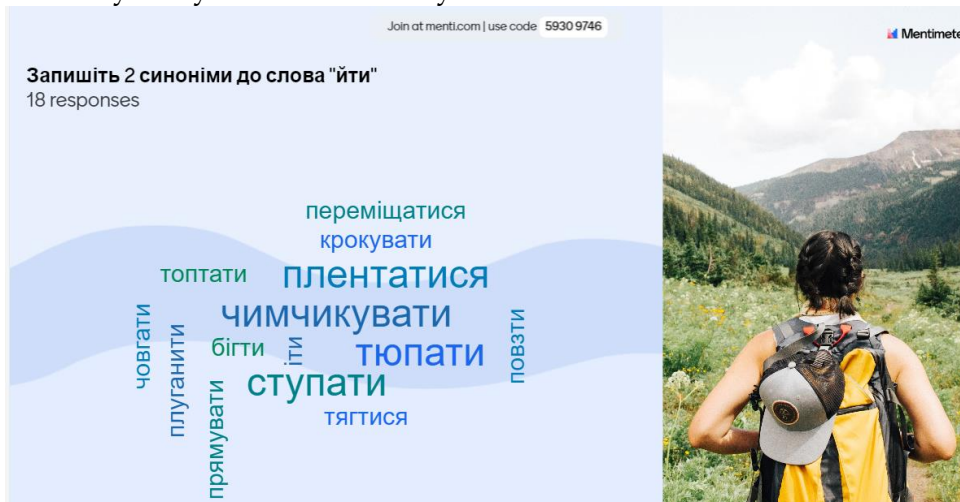 Join at menti.com | use code 5930 9746
Mentimete
Запишіть 2 синоніми до слова "йти"
18 responses
переміщатися
крокувати
топтати
плентатися
чимчикувати
човгати
плуганити
бігти
іти
тюпати
повзти
ступати
прямувати
тягтися